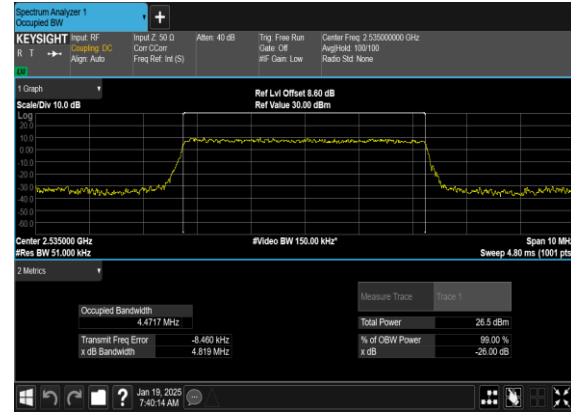 Spectrum Analyzer 1
Occupied BW
+
KEYSIGHT Input: RF Input Z: 50 Ω Atten: 40 dB Trig: Free Run Center Freq: 2.535000000 GHz
R T Coupling: DC Corr CCorr Gate: Off Avg|Hold: 100/100
Align: Auto Freq Ref: Int (S) #IF Gain: Low Radio Std: None
1 Graph
Ref Lvl Offset 8.60 dB
Scale/Div 10.0 dB Ref Value 30.00 dBm
Log
20.0
10.0
0.00
-10.0
-20.0
-30.0
-40.0
-50.0
-60.0
Center 2.535000 GHz #Video BW 150.00 kHz* Span 10 MHz
#Res BW 51.000 kHz Sweep 4.80 ms (1001 pts
2 Metrics
Measure Trace Trace 1
Occupied Bandwidth
4.4717 MHz
Total Power 26.5 dBm
Transmit Freq Error -8.460 kHz % of OBW Power 99.00 %
x dB Bandwidth 4.819 MHz x dB -26.00 dB
?
Jan 19, 2025
7:40:14 AM